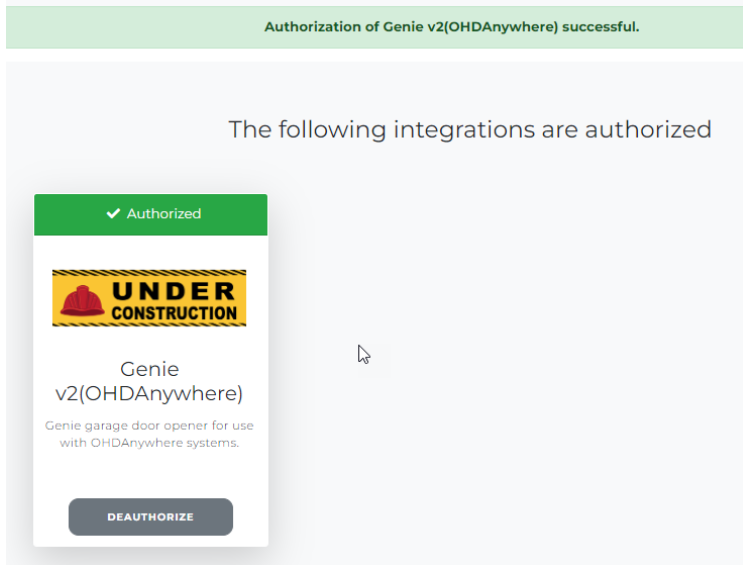 Authorization of Genie v2(OHDAnywhere) successful.
The following integrations are authorized
Authorized
UNDER
CONSTRUCTION
Genie
v2(OHDAnywhere)
Genie garage door opener for use
with OHDAnywhere systems.
DEAUTHORIZE